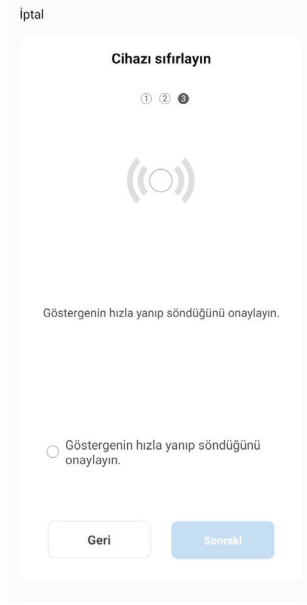 İptal
Cihazı sıfırlayın
① ② ❸
Göstergenin hızla yanıp söndüğünü onaylayın.
Göstergenin hızla yanıp söndüğünü
onaylayın.
Geri
Sonraki